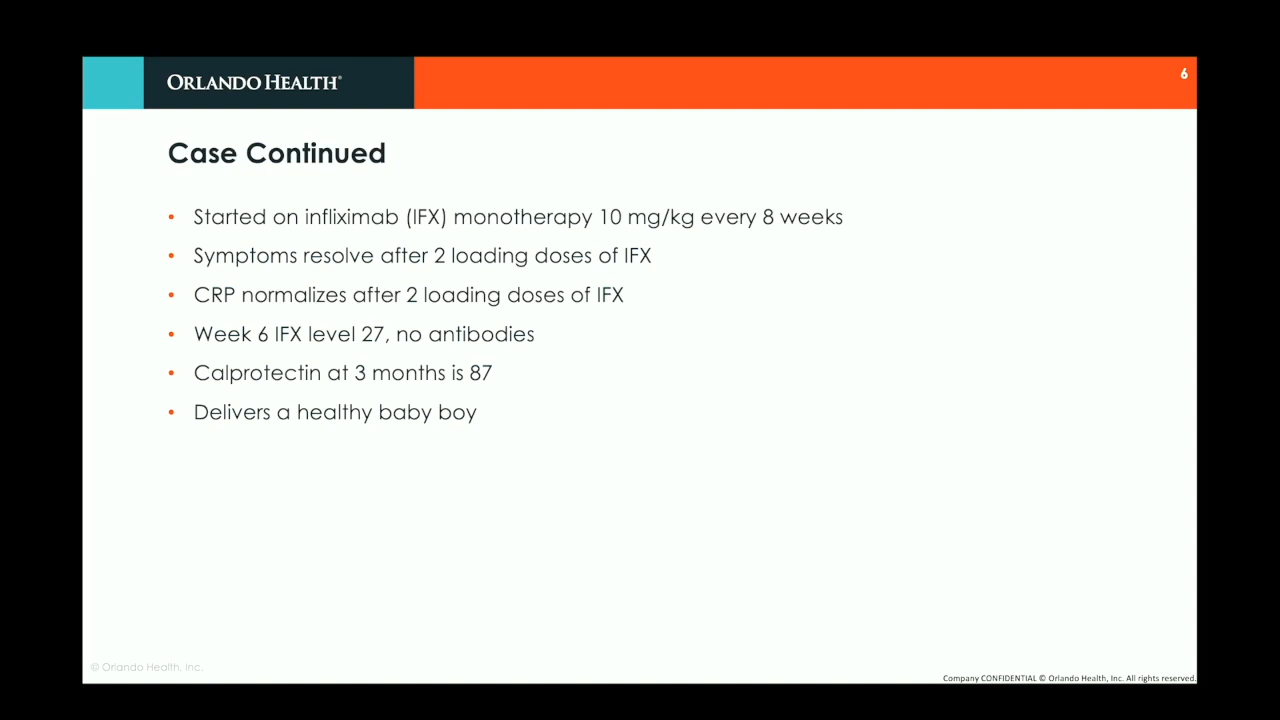 ORLANDO HEALTH®
6
Case Continued
• Started on infliximab (IFX) monotherapy 10 mg/kg every 8 weeks
• Symptoms resolve after 2 loading doses of IFX
• CRP normalizes after 2 loading doses of IFX
• Week 6 IFX level 27, no antibodies
• Calprotectin at 3 months is 87
• Delivers a healthy baby boy
© Orlando Health, Inc.
Company CONFIDENTIAL © Orlando Health, Inc. All rights reserved.